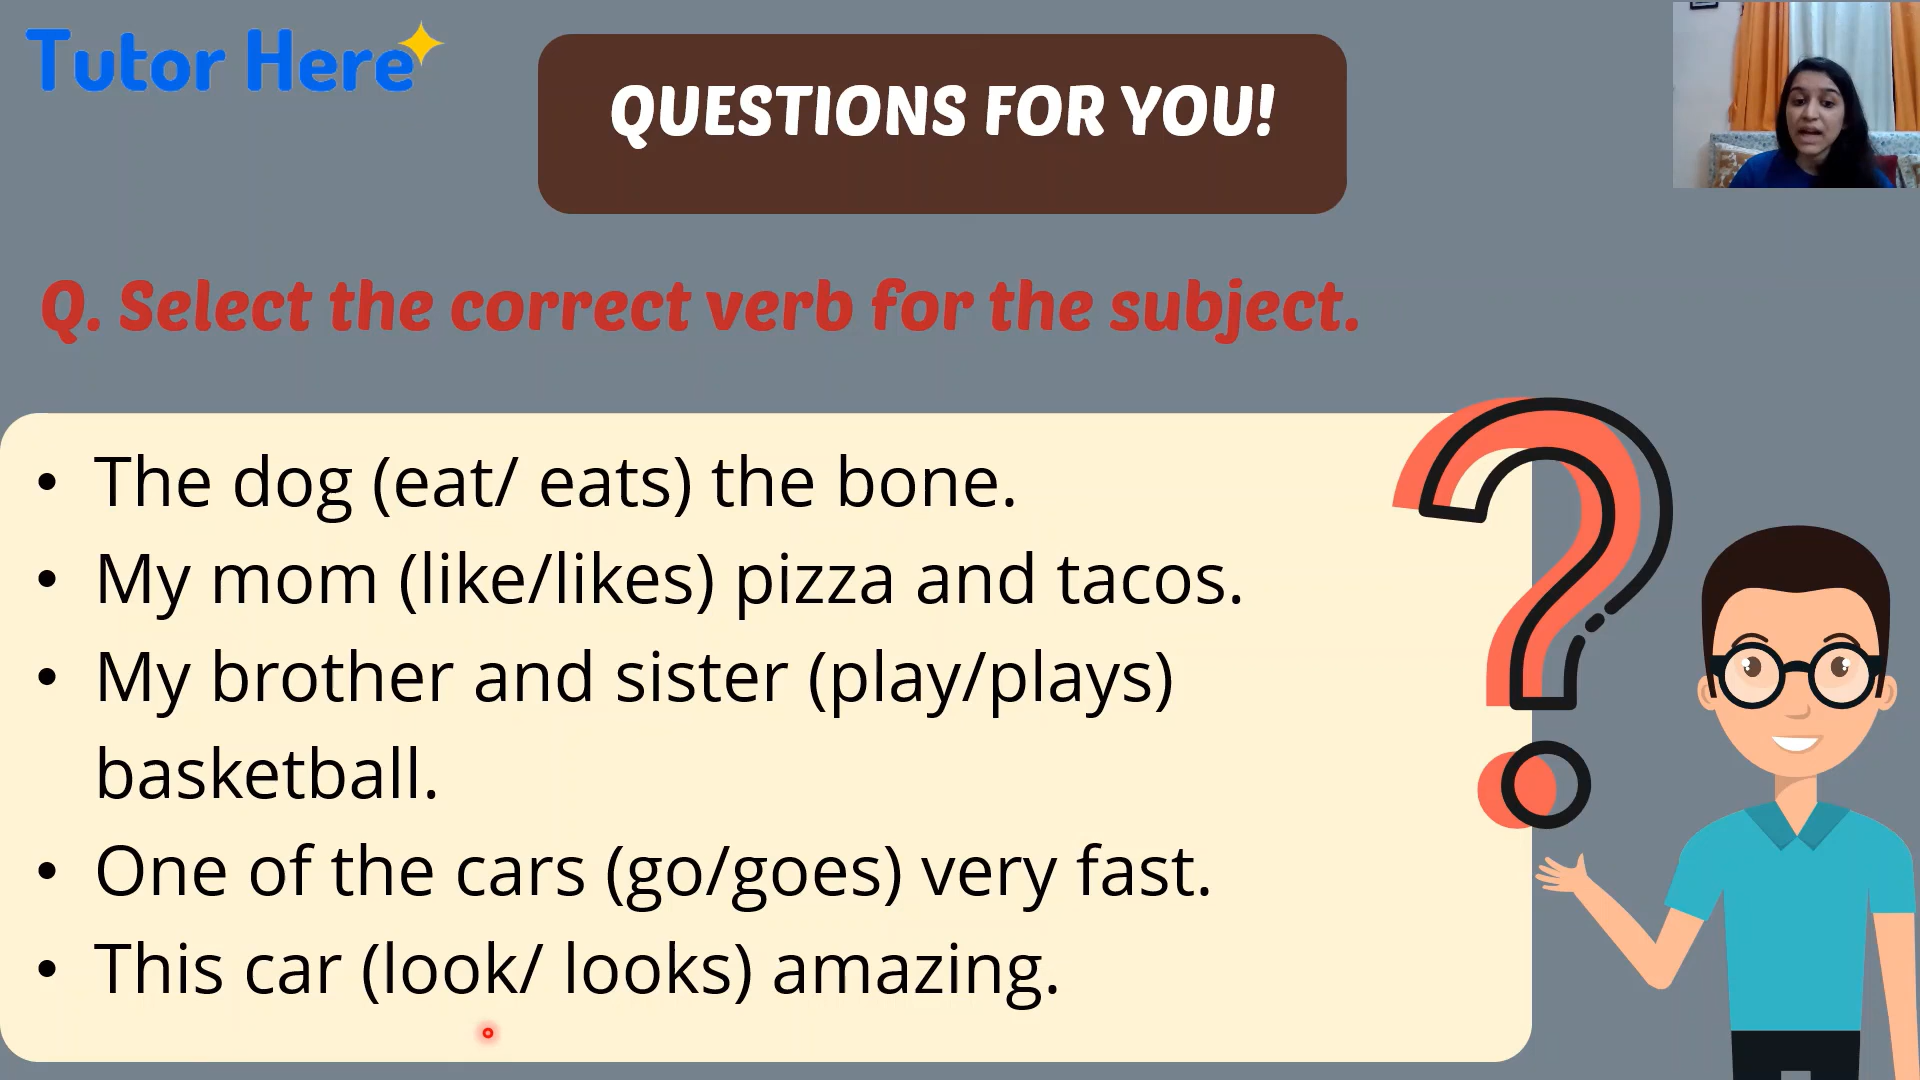 Tutor Here
QUESTIONS FOR YOU!
Q. Select the correct verb for the subject.
• The dog (eat/ eats) the bone.
• My mom (like/likes) pizza and tacos.
• My brother and sister (play/plays)
basketball.
• One of the cars (go/goes) very fast.
• This car (look/ looks) amazing.